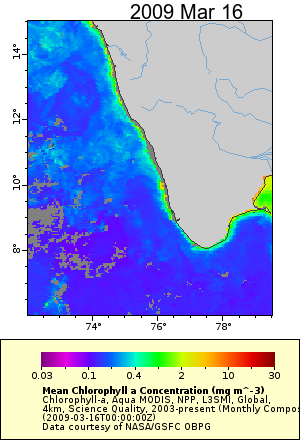 2009 Mar 16
14°
12°
10°
8°
74° 76° 78°
0.03 0.13 0.4 2 3 10 30
Mean Chlorophyll a Concentration (mg m^-3)
Chlorophyll-a, Aqua MODIS, NPP, L3SMI, Global,
4km, Science Quality, 2003-present (Monthly Compos
(2009-03-16T00:00:00Z)
Data courtesy of NASA/GSFC OBPG